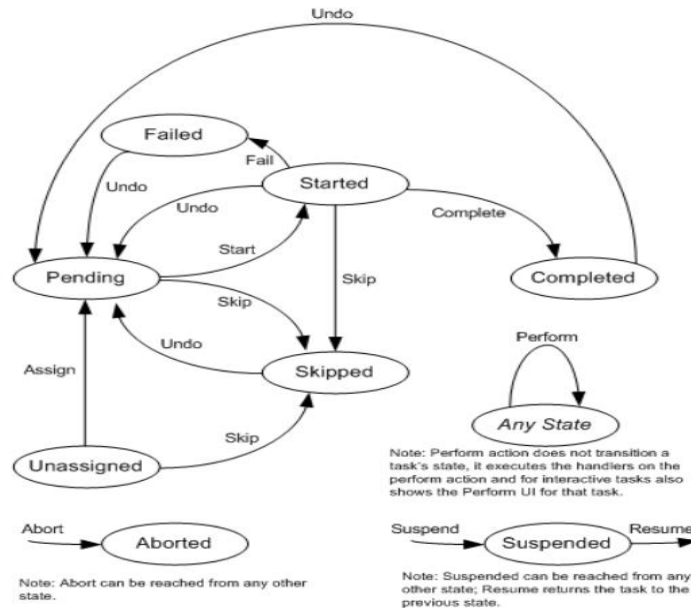 Undo
Failed
Fail
Started
Undo
Undo
Complete
Start
Pending
Completed
Skip
Skip
Perform
Undo
Assign
Skipped
Any State
Skip
Unassigned
Note: Perform action does not transition a
task's state, it executes the handlers on the
perform action and for interactive tasks also
shows the Perform UI for that task.
Abort
Aborted
Suspend
Suspended
Resume
Note: Abort can be reached from any other
state.
Note: Suspended can be reached from any
other state; Resume returns the task to the
previous state.